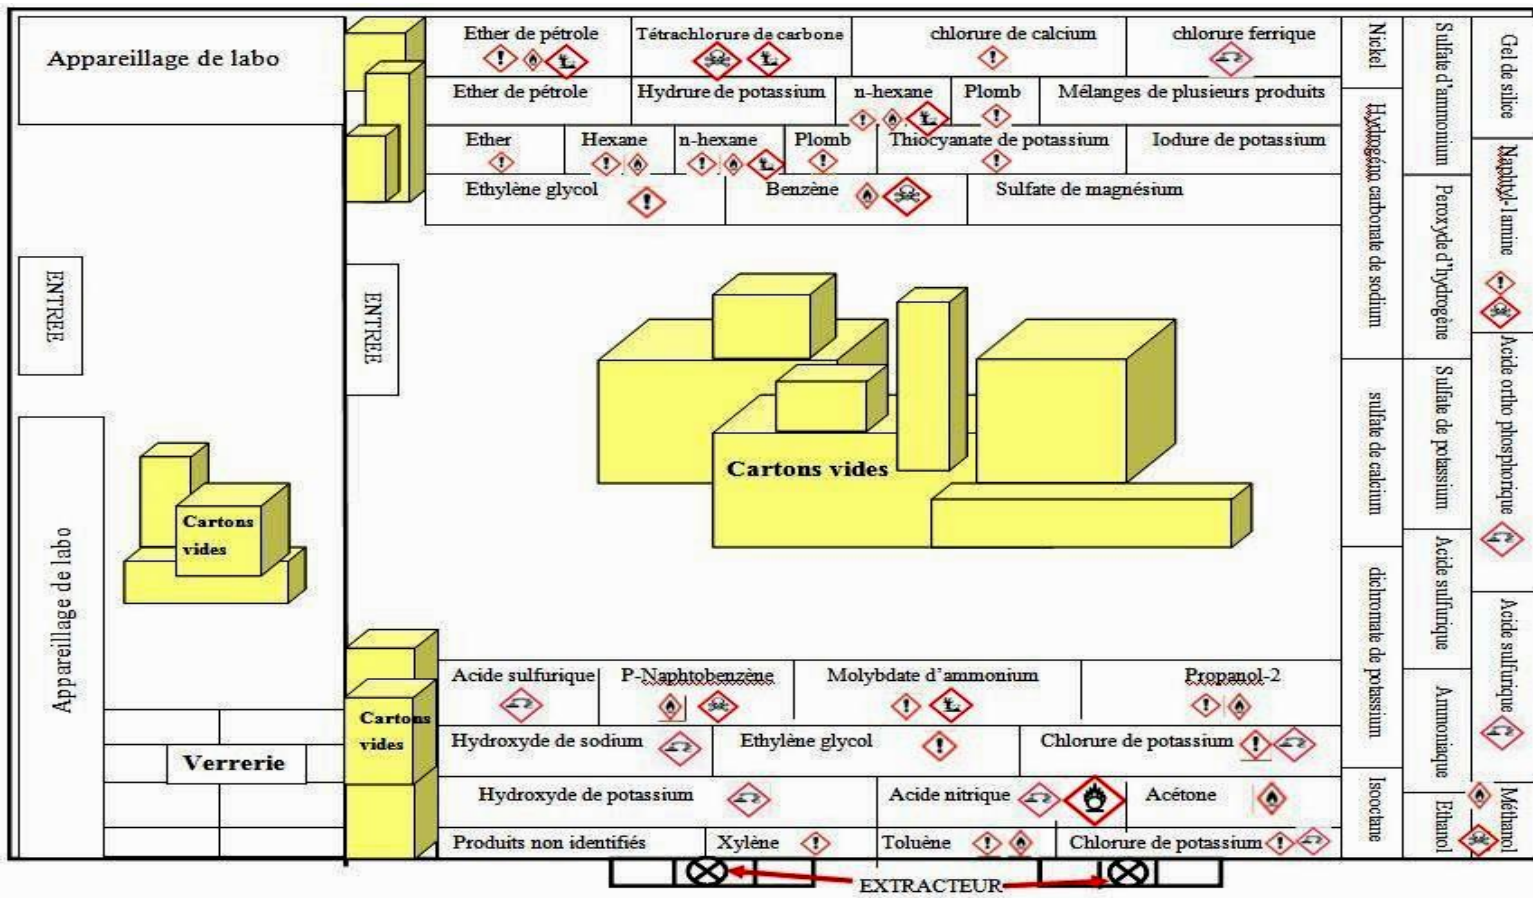 Appareillage de labo
Ether de pétrole
Tétrachlorure de carbone
chlorure de calcium
chlorure ferrique
Ether de pétrole
Hydrure de potassium
n-hexane
Plomb
Mélanges de plusieurs produits
Ether
Hexane
n-hexane
Plomb
Thiocyanate de potassium
Iodure de potassium
Ethylène glycol
Benzène
Sulfate de magnésium
Nickel
Hydrogéno carbonate de sodium
sulfate de calcium
dichromate de potassium
Isooctane
Sulfate d'ammonium
Peroxyde d'hydrogène
Sulfate de potassium
Acide sulfurique
Ammoniaque
Ethanol
Gel de silice
Naphtyl-1amine
Acide ortho phosphorique
Acide sulfurique
Méthanol
ENTREE
ENTREE
Cartons vides
Cartons
vides
Appareillage de labo
Verrerie
Cartons
vides
Acide sulfurique
P-Naphtobenzène
Molybdate d'ammonium
Propanol-2
Hydroxyde de sodium
Ethylène glycol
Chlorure de potassium
Hydroxyde de potassium
Acide nitrique
Acétone
Produits non identifiés
Xylène
Toluène
Chlorure de potassium
EXTRACTEUR